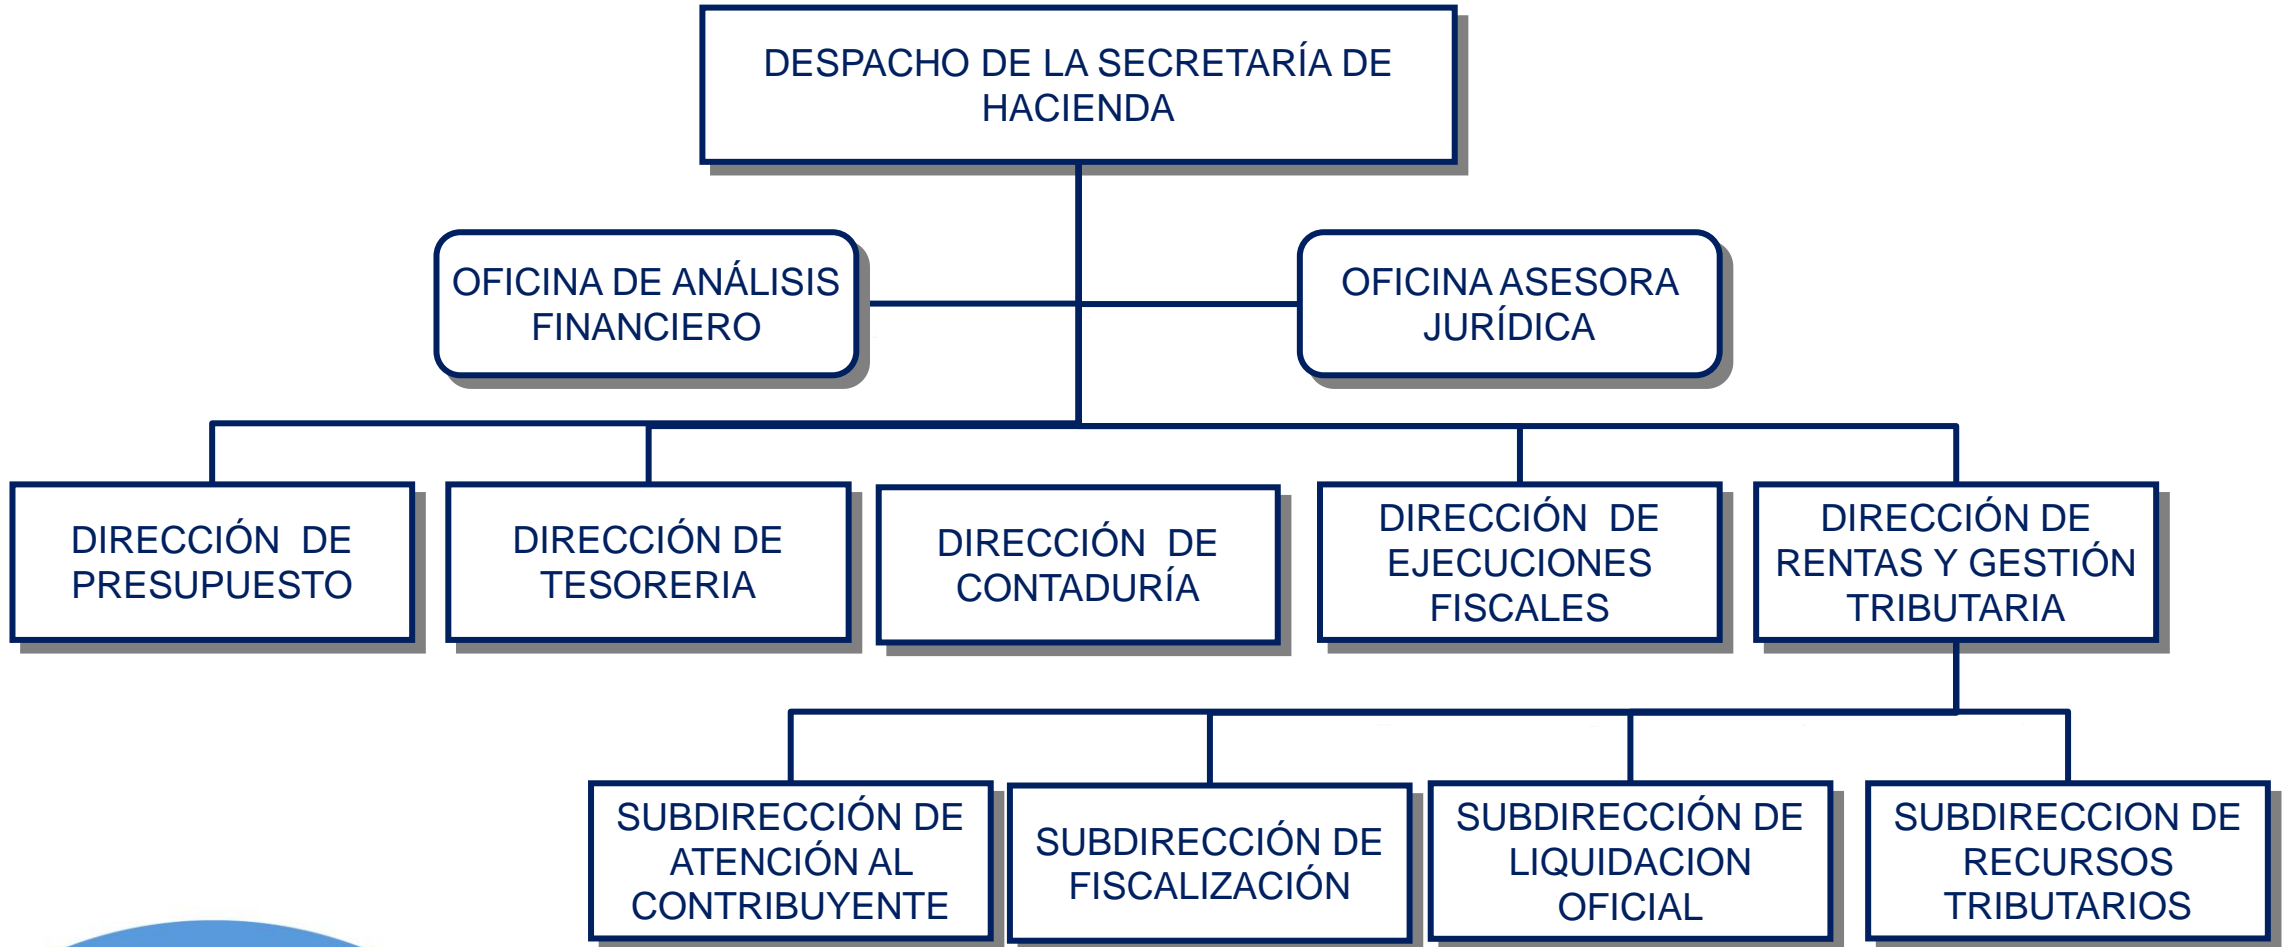 DESPACHO DE LA SECRETARÍA DE
HACIENDA
OFICINA DE ANÁLISIS
FINANCIERO
OFICINA ASESORA
JURÍDICA
DIRECCIÓN  DE
PRESUPUESTO
DIRECCIÓN DE
TESORERIA
DIRECCIÓN  DE
CONTADURÍA
DIRECCIÓN  DE
EJECUCIONES
FISCALES
DIRECCIÓN DE
RENTAS Y GESTIÓN
TRIBUTARIA
SUBDIRECCIÓN DE
ATENCIÓN AL
CONTRIBUYENTE
SUBDIRECCIÓN DE
FISCALIZACIÓN
SUBDIRECCIÓN DE
LIQUIDACION
OFICIAL
SUBDIRECCION DE
RECURSOS
TRIBUTARIOS